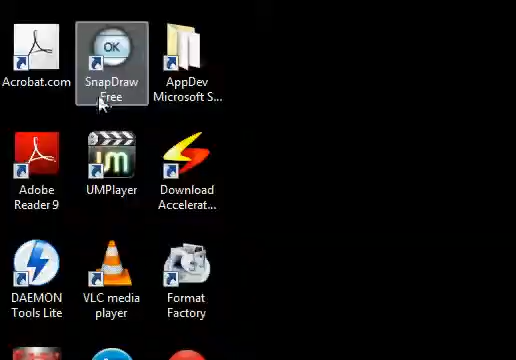 OK
Acrobat.com
SnapDraw
Free
AppDev
Microsoft S...
UM
Adobe
Reader 9
UMPlayer
Download
Accelerat...
DAEMON
Tools Lite
VLC media
player
Format
Factory